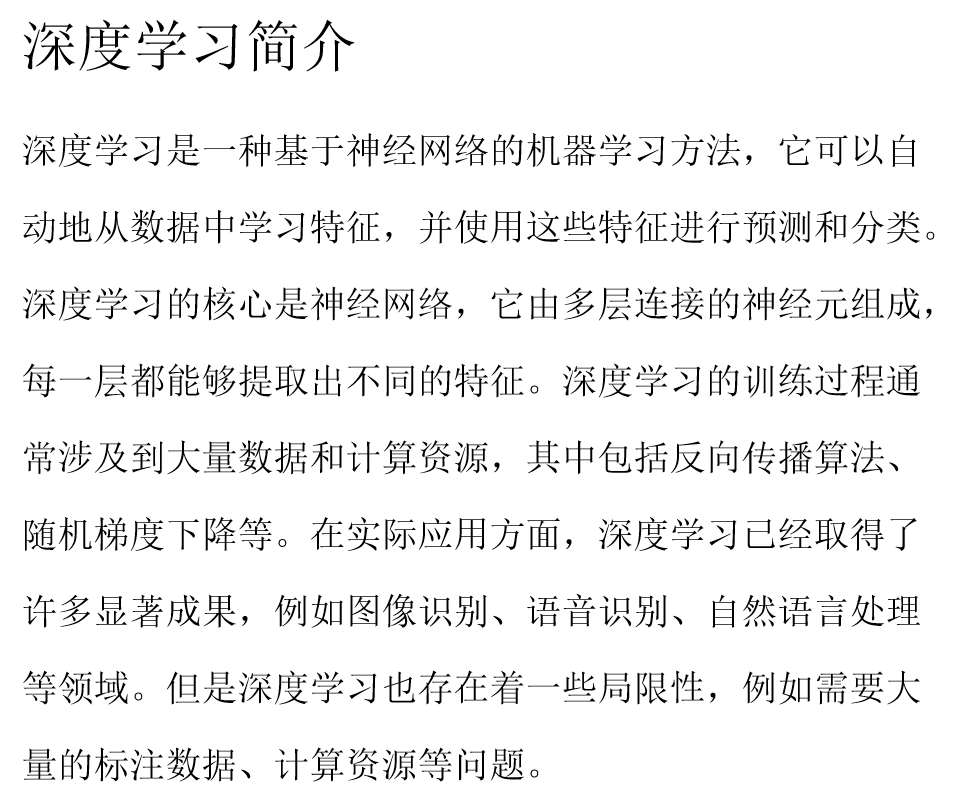 深度学习简介
深度学习是一种基于神经网络的机器学习方法，它可以自
动地从数据中学习特征，并使用这些特征进行预测和分类。
深度学习的核心是神经网络，它由多层连接的神经元组成，
每一层都能够提取出不同的特征。深度学习的训练过程通
常涉及到大量数据和计算资源，其中包括反向传播算法、
随机梯度下降等。在实际应用方面，深度学习已经取得了
许多显著成果，例如图像识别、语音识别、自然语言处理
等领域。但是深度学习也存在着一些局限性，例如需要大
量的标注数据、计算资源等问题。